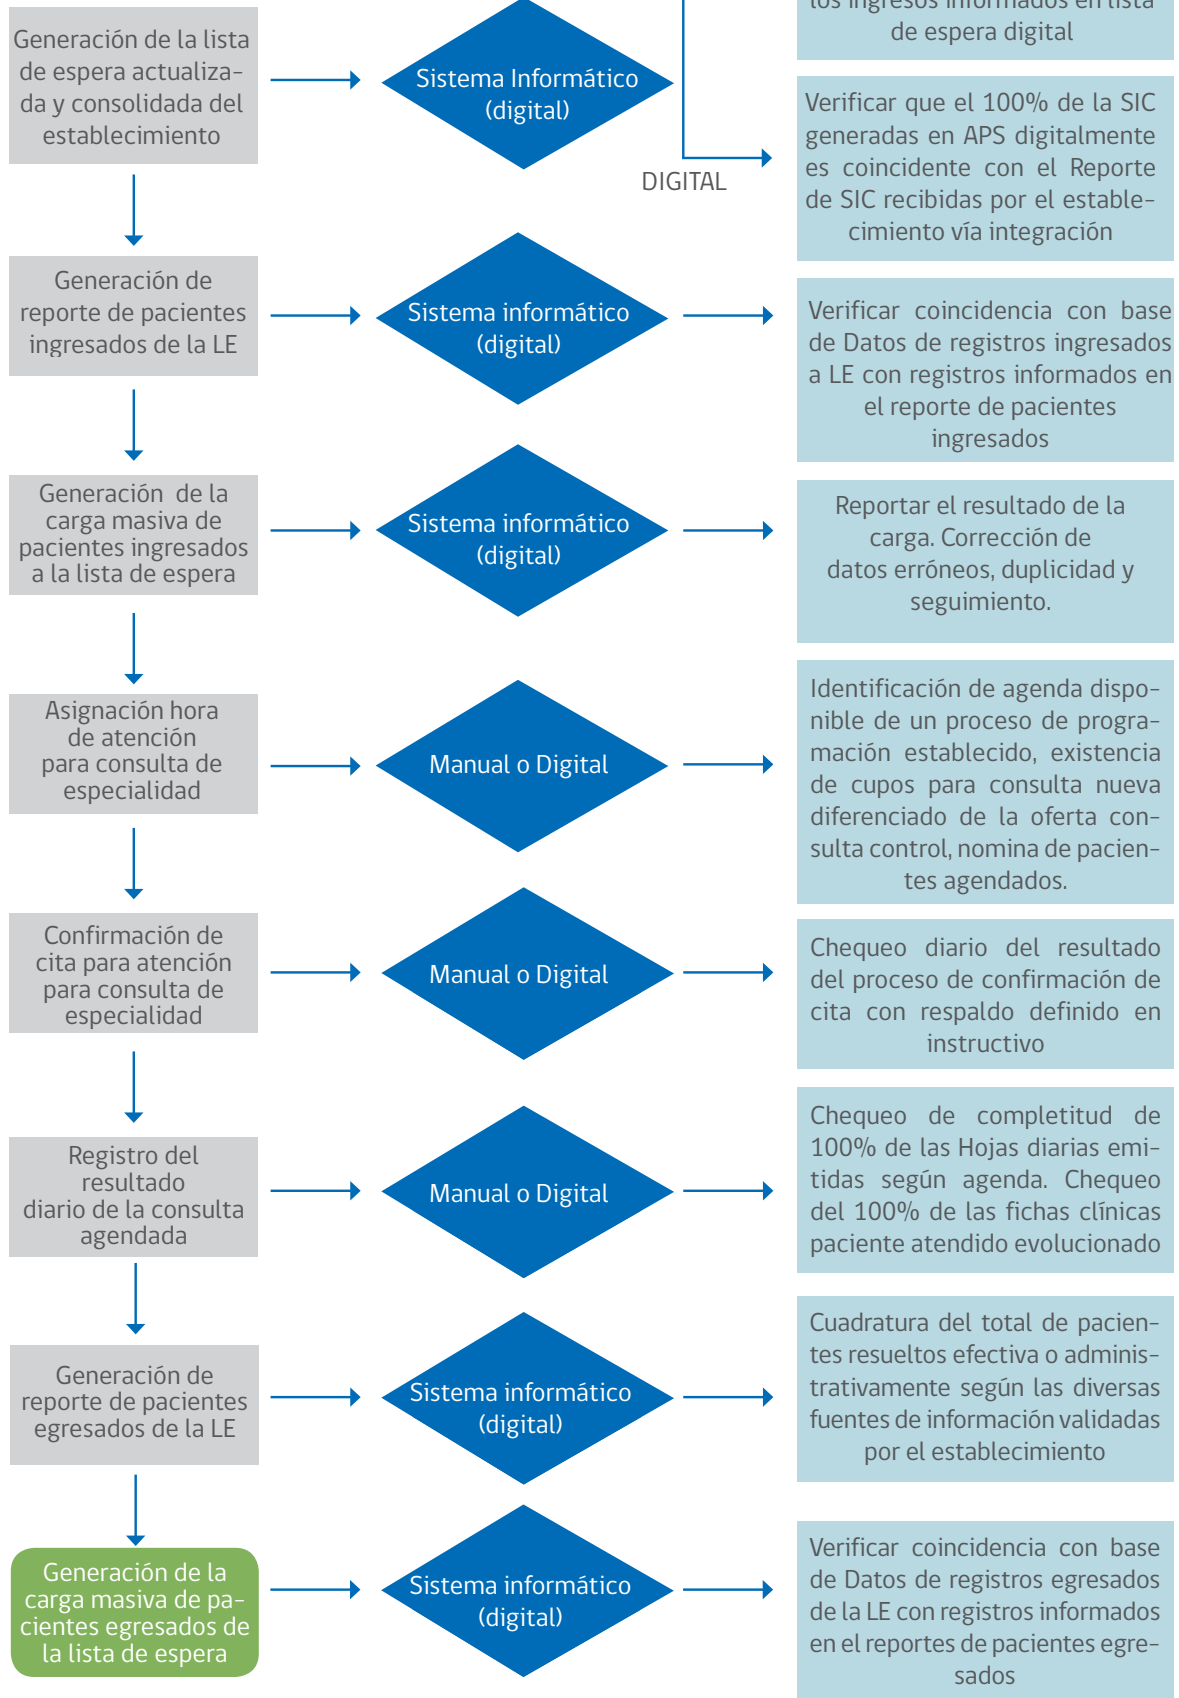 los ingresos informados en lista
de espera digital
Generación de la lista
de espera actualiza-
da y consolidada del
establecimiento
Sistema Informático
(digital)
DIGITAL
Verificar que el 100% de la SIC
generadas en APS digitalmente
es coincidente con el Reporte
de SIC recibidas por el estable-
cimiento vía integración
Generación de
reporte de pacientes
ingresados de la LE
Sistema informático
(digital)
Verificar coincidencia con base
de Datos de registros ingresados
a LE con registros informados en
el reporte de pacientes
ingresados
Generación de la
carga masiva de
pacientes ingresados
a la lista de espera
Sistema informático
(digital)
Reportar el resultado de la
carga. Corrección de
datos erróneos, duplicidad y
seguimiento.
Asignación hora
de atención
para consulta de
especialidad
Manual o Digital
Identificación de agenda dispo-
nible de un proceso de progra-
mación establecido, existencia
de cupos para consulta nueva
diferenciado de la oferta con-
sulta control, nomina de pacien-
tes agendados.
Confirmación de
cita para atención
para consulta de
especialidad
Manual o Digital
Chequeo diario del resultado
del proceso de confirmación de
cita con respaldo definido en
instructivo
Registro del
resultado
diario de la consulta
agendada
Manual o Digital
Chequeo de completitud de
100% de las Hojas diarias emi-
tidas según agenda. Chequeo
del 100% de las fichas clínicas
paciente atendido evolucionado
Generación de
reporte de pacientes
egresados de la LE
Sistema informático
(digital)
Cuadratura del total de pacien-
tes resueltos efectiva o adminis-
trativamente según las diversas
fuentes de información validadas
por el establecimiento
Generación de la
carga masiva de pa-
cientes egresados de
la lista de espera
Sistema informático
(digital)
Verificar coincidencia con base
de Datos de registros egresados
de la LE con registros informados
en el reportes de pacientes egre-
sados